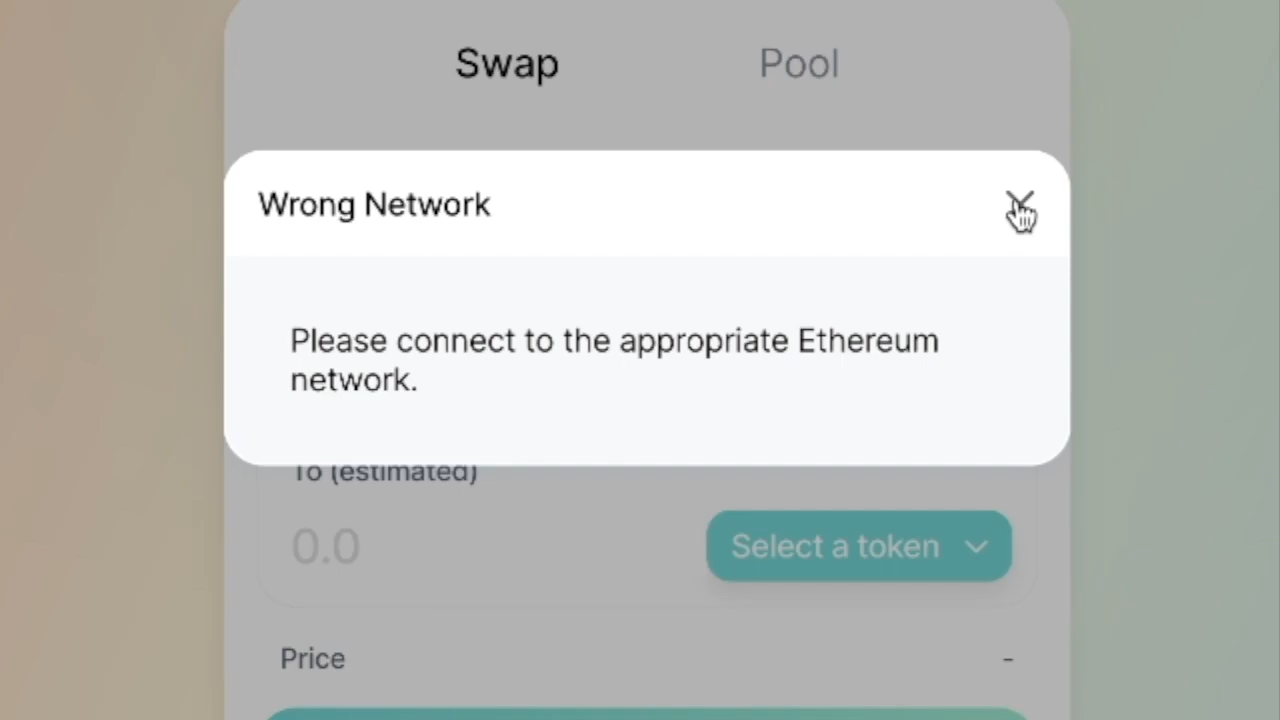 Swap Pool
Wrong Network
Please connect to the appropriate Ethereum
network.
To (estimated)
0.0 Select a token
Price -